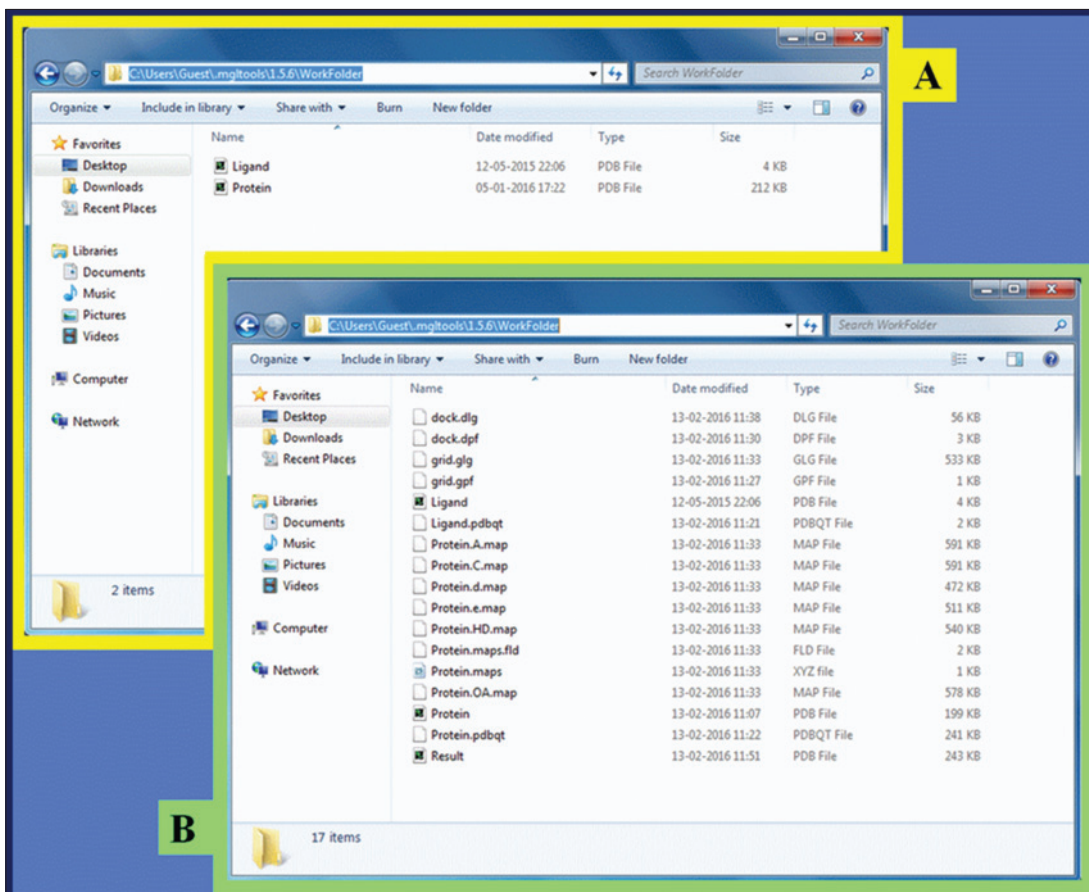 A
C:\Users\Guest\.mgltools\1.5.6\WorkFolder
Search WorkFolder
Organize Include in library Share with Burn New folder
Favorites
Desktop
Downloads
Recent Places
Libraries
Documents
Music
Pictures
Videos
Computer
Network
Name Date modified Type Size
Ligand 12-05-2015 22:06 PDB File 4 KB
Protein 05-01-2016 17:22 PDB File 212 KB
2 items
B
C:\Users\Guest\.mgltools\1.5.6\WorkFolder
Search WorkFolder
Organize Include in library Share with Burn New folder
Favorites
Desktop
Downloads
Recent Places
Libraries
Documents
Music
Pictures
Videos
Computer
Network
Name Date modified Type Size
dock.dlg 13-02-2016 11:38 DLG File 56 KB
dock.dpf 13-02-2016 11:30 DPF File 3 KB
grid.glg 13-02-2016 11:33 GLG File 533 KB
grid.gpf 13-02-2016 11:27 GPF File 1 KB
Ligand 12-05-2015 22:06 PDB File 4 KB
Ligand.pdbqt 13-02-2016 11:21 PDBQT File 2 KB
Protein.A.map 13-02-2016 11:33 MAP File 591 KB
Protein.C.map 13-02-2016 11:33 MAP File 591 KB
Protein.d.map 13-02-2016 11:33 MAP File 472 KB
Protein.e.map 13-02-2016 11:33 MAP File 511 KB
Protein.HD.map 13-02-2016 11:33 MAP File 540 KB
Protein.maps.fld 13-02-2016 11:33 FLD File 2 KB
Protein.maps 13-02-2016 11:33 XYZ file 1 KB
Protein.OA.map 13-02-2016 11:33 MAP File 578 KB
Protein 13-02-2016 11:07 PDB File 199 KB
Protein.pdbqt 13-02-2016 11:22 PDBQT File 241 KB
Result 13-02-2016 11:51 PDB File 243 KB
17 items